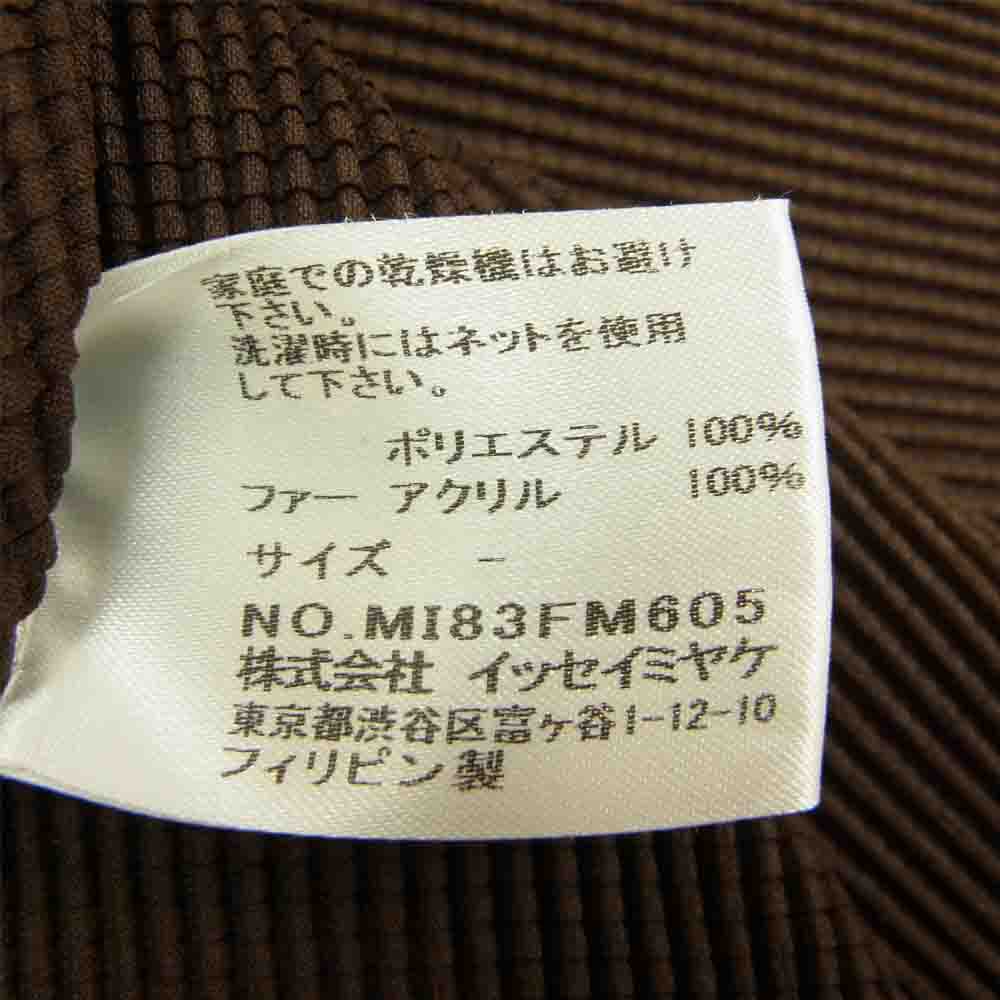 家庭での乾燥機はお避け
下さい。
洗濯時にはネットを使用
して下さい。
ポリエステル 100%
ファー アクリル 100%
サイズ -
NO.MI83FM605
株式会社 イッセイミヤケ
東京都渋谷区富ヶ谷1-12-10
フィリピン製